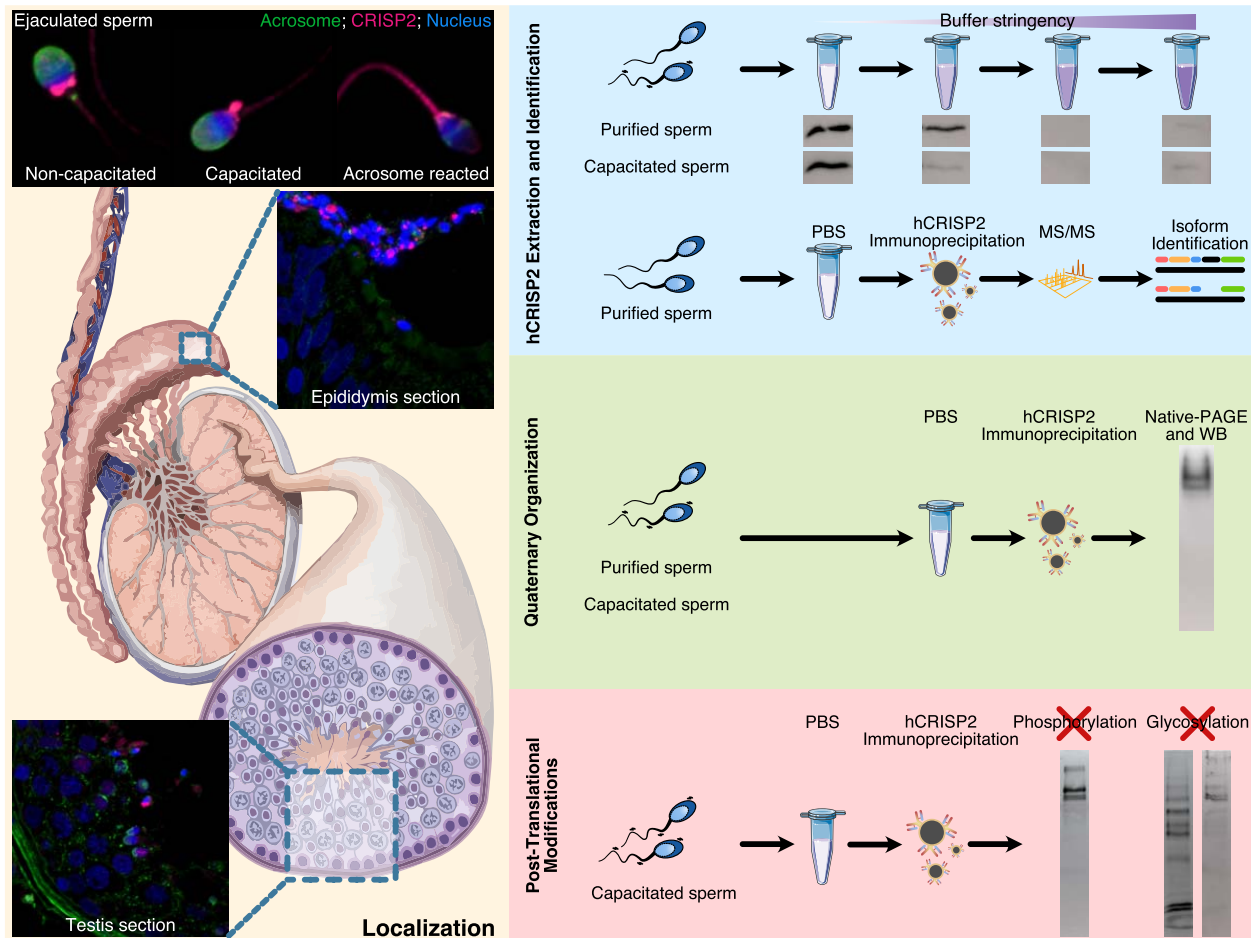 Ejaculated sperm
Acrosome; CRISP2; Nucleus
Non-capacitated
Capacitated
Acrosome reacted
Epididymis section
Testis section
Localization
hCRISP2 Extraction and Identification
Buffer stringency
Purified sperm
Capacitated sperm
PBS
hCRISP2
Immunoprecipitation
MS/MS
Isoform
Identification
Purified sperm
Quaternary Organization
PBS
hCRISP2
Immunoprecipitation
Native-PAGE
and WB
Purified sperm
Capacitated sperm
Post-Translational
Modifications
PBS
hCRISP2
Immunoprecipitation
Phosphorylation
Glycosylation
Capacitated sperm